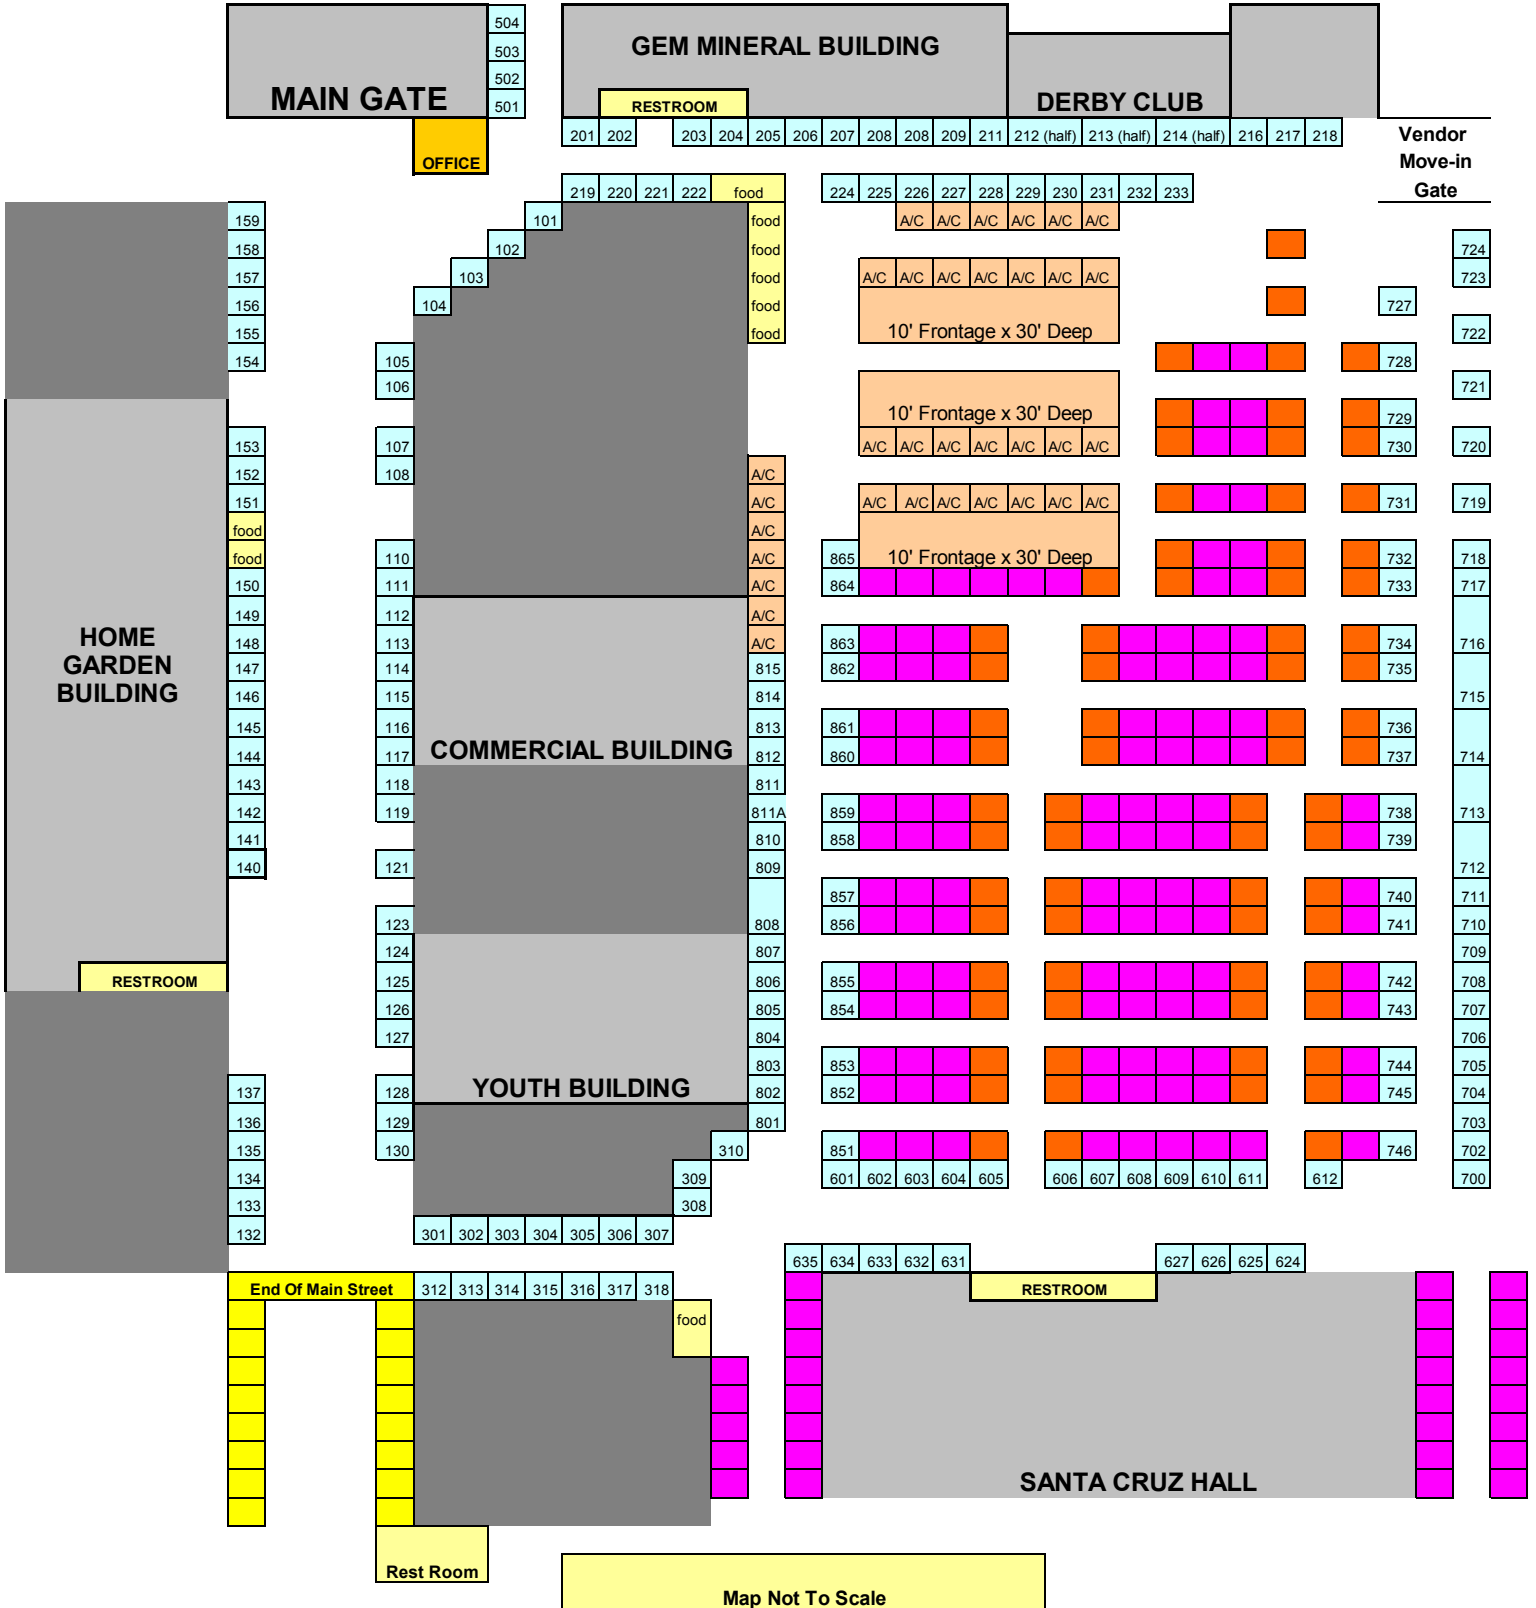 504
503
GEM MINERAL BUILDING
502
MAIN GATE 501 RESTROOM DERBY CLUB
201 202 203 204 205 206 207 208 208 209 211 212 (half) 213 (half) 214 (half) 216 217 218 Vendor
OFFICE Move-in
219 220 221 222 food 224 225 226 227 228 229 230 231 232 233 Gate
159 101 food A/C A/C A/C A/C A/C A/C
158 102 food 724
157 103 food A/C A/C A/C A/C A/C A/C A/C 723
156 104 food 727
155 food 10' Frontage x 30' Deep 722
154 105 728
106 721
10' Frontage x 30' Deep 729
153 107 A/C A/C A/C A/C A/C A/C A/C 730 720
152 108 A/C
151 A/C A/C A/C A/C A/C A/C A/C A/C 731 719
food A/C
food 110 A/C 865 10' Frontage x 30' Deep 732 718
150 111 A/C 864 733 717
149 112 A/C
HOME
148 113 A/C 863 734 716
GARDEN
147 114 815 862 735
BUILDING
146 115 814 715
145 116 813 861 736
144 117 COMMERCIAL BUILDING 812 860 737 714
143 118 811
142 119 811A 859 738 713
141 810 858 739
140 121 809 712
857 740 711
123 808 856 741 710
124 807 709
RESTROOM 125 806 855 742 708
126 805 854 743 707
127 804 706
803 853 744 705
137 128 YOUTH BUILDING 802 852 745 704
136 129 801 703
135 130 310 851 746 702
134 309 601 602 603 604 605 606 607 608 609 610 611 612 700
133 308
132 301 302 303 304 305 306 307
635 634 633 632 631 627 626 625 624
End Of Main Street 312 313 314 315 316 317 318 RESTROOM
food
SANTA CRUZ HALL
Rest Room
Map Not To Scale